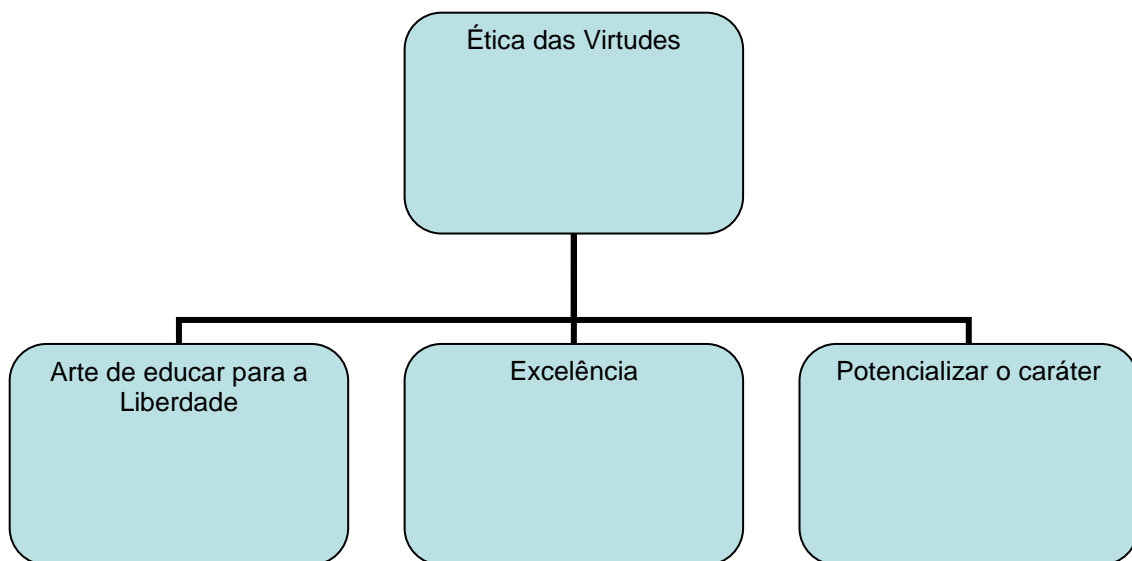 Ética das Virtudes
Arte de educar para a
Liberdade
Excelência
Potencializar o caráter